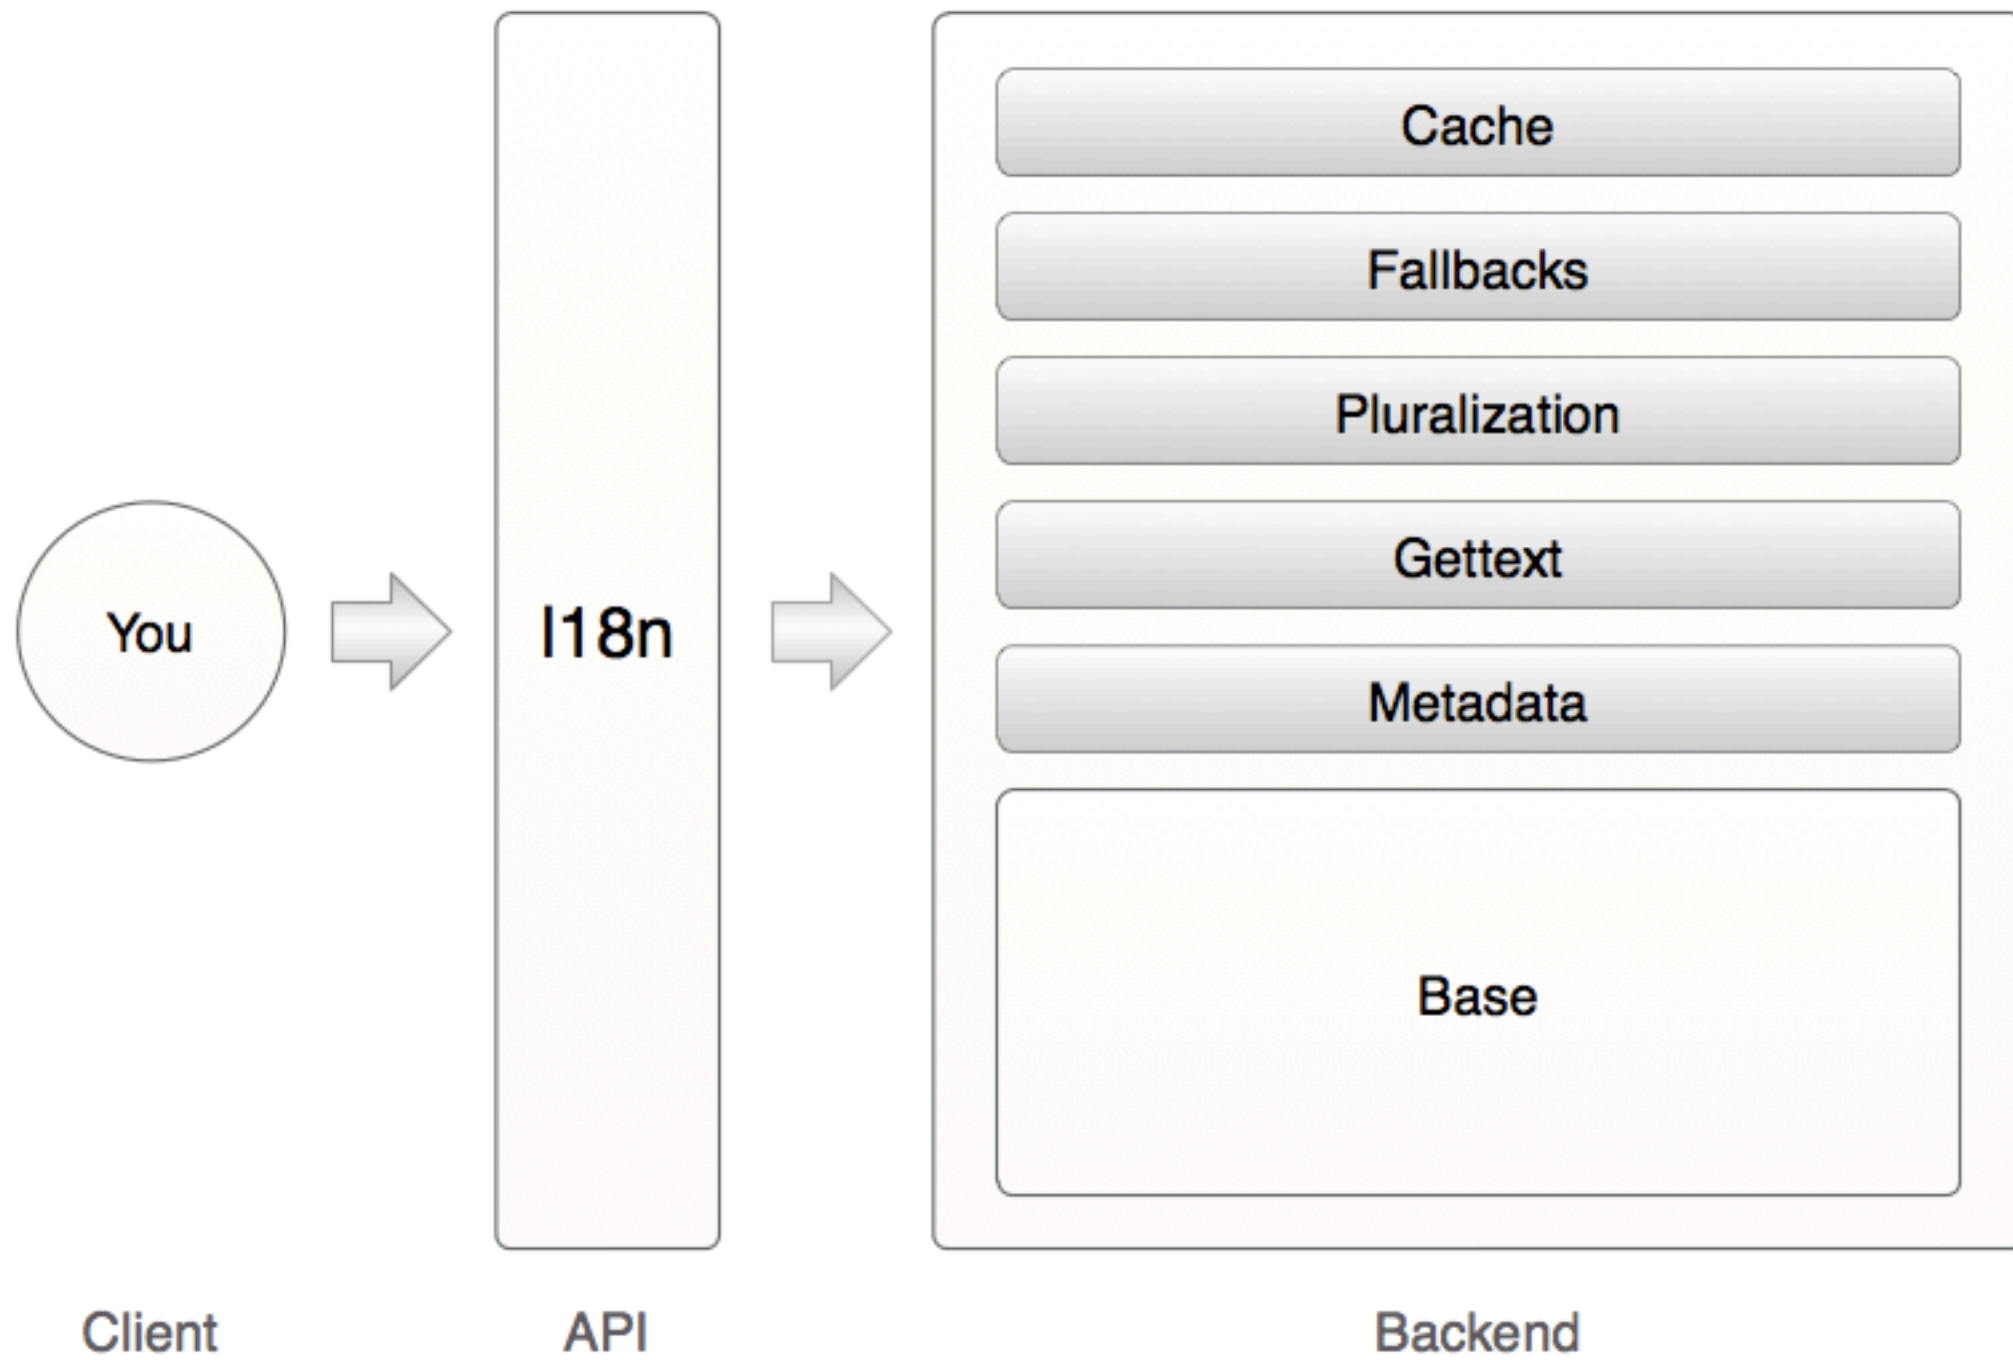 Cache
Fallbacks
Pluralization
Gettext
You
I18n
Metadata
Base
Client
API
Backend